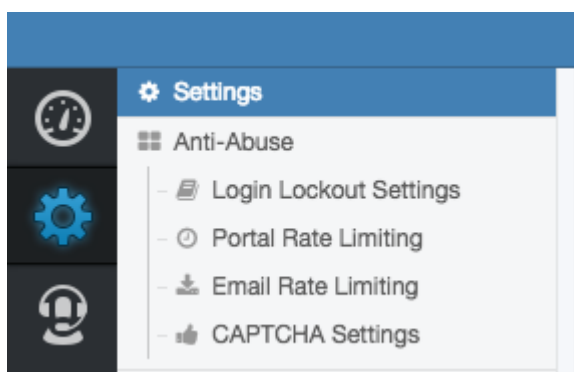 Settings
Anti-Abuse
Login Lockout Settings
Portal Rate Limiting
Email Rate Limiting
CAPTCHA Settings